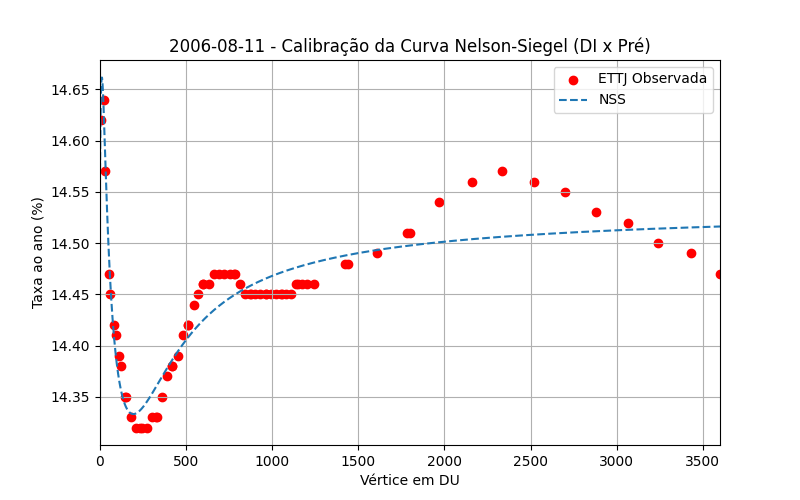 2006-08-11 - Calibração da Curva Nelson-Siegel (DI x Pré)
ETTJ Observada
NSS
Taxa ao ano (%)
14.65
14.60
14.55
14.50
14.45
14.40
14.35
0 500 1000 1500 2000 2500 3000 3500
Vértice em DU